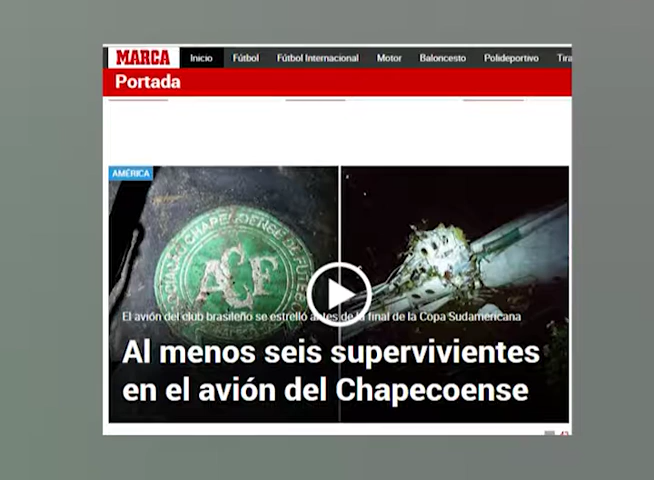 MARCA Inicio Fútbol Fútbol Internacional Motor Baloncesto Polideportivo
Portada
AMÉRICA
ACF
El avión del club brasileño se estrelló antes de la final de la Copa Sudamericana
Al menos seis supervivientes
en el avión del Chapecoense